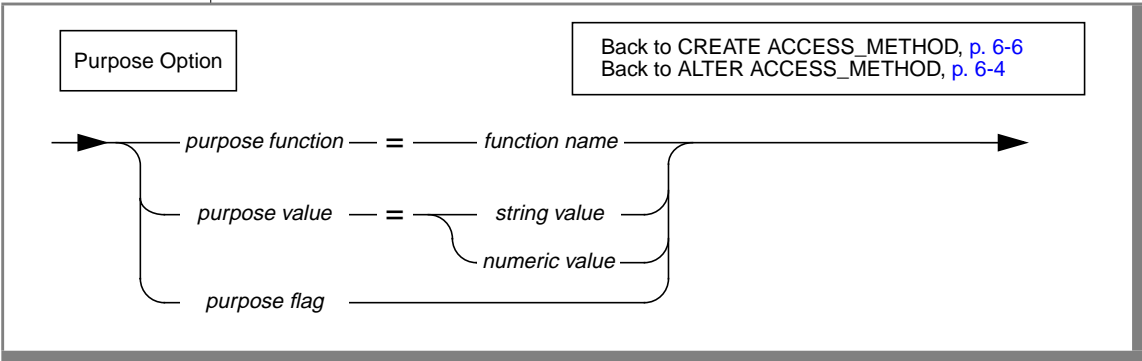 Purpose Option
Back to CREATE ACCESS_METHOD, p. 6-6
Back to ALTER ACCESS_METHOD, p. 6-4
purpose function = function name
purpose value = string value
numeric value
purpose flag